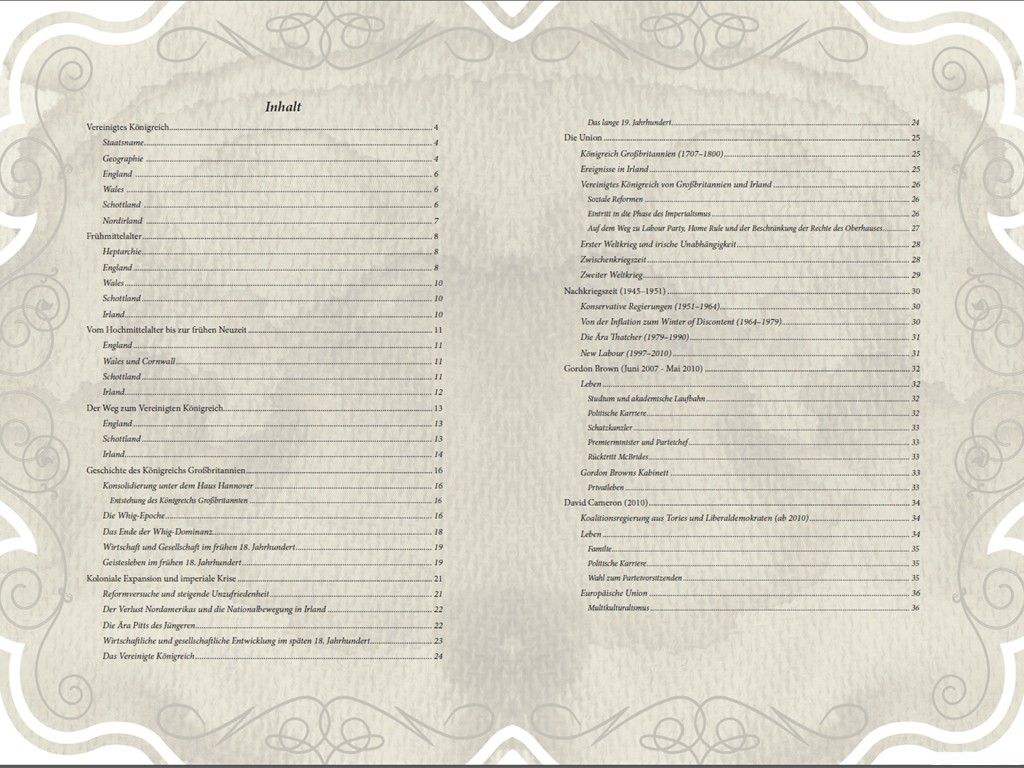 Inhalt
Vereinigtes Königreich 4
Staatsname 4
Geographie 4
England 6
Wales 6
Schottland 6
Nordirland 7
Frühmittelalter 8
Heptarchie 8
England 8
Wales 10
Schottland 10
Irland 10
Vom Hochmittelalter bis zur frühen Neuzeit 11
England 11
Wales und Cornwall 11
Schottland 11
Irland 12
Der Weg zum Vereinigten Königreich 13
England 13
Schottland 13
Irland 14
Geschichte des Königreichs Großbritannien 16
Konsolidierung unter dem Haus Hannover 16
Entstehung des Königreichs Großbritannien 16
Die Whig-Epoche 16
Das Ende der Whig-Dominanz 18
Wirtschaft und Gesellschaft im frühen 18. Jahrhundert 19
Geistesleben im frühen 18. Jahrhundert 19
Koloniale Expansion und imperiale Krise 21
Reformversuche und steigende Unzufriedenheit 21
Der Verlust Nordamerikas und die Nationalbewegung in Irland 22
Die Ära Pitts des Jüngeren 22
Wirtschaftliche und gesellschaftliche Entwicklung im späten 18. Jahrhundert 23
Das Vereinigte Königreich 24
Das lange 19. Jahrhundert 24
Die Union 25
Königreich Großbritannien (1707–1800) 25
Ereignisse in Irland 25
Vereinigtes Königreich von Großbritannien und Irland 26
Soziale Reformen 26
Eintritt in die Phase des Imperialismus 26
Auf dem Weg zu Labour Party, Home Rule und der Beschränkung der Rechte des Oberhauses 27
Erster Weltkrieg und irische Unabhängigkeit 28
Zwischenkriegszeit 28
Zweiter Weltkrieg 29
Nachkriegszeit (1945–1951) 30
Konservative Regierungen (1951–1964) 30
Von der Inflation zum Winter of Discontent (1964–1979) 30
Die Ära Thatcher (1979–1990) 31
New Labour (1997–2010) 31
Gordon Brown (Juni 2007 - Mai 2010) 32
Leben 32
Studium und akademische Laufbahn 32
Politische Karriere 32
Schatzkanzler 33
Premierminister und Parteichef 33
Rücktritt McBrides 33
Gordon Browns Kabinett 33
Privatleben 33
David Cameron (2010) 34
Koalitionsregierung aus Tories und Liberaldemokraten (ab 2010) 34
Leben 34
Familie 35
Politische Karriere 35
Wahl zum Parteivorsitzenden 35
Europäische Union 36
Multikulturalismus 36